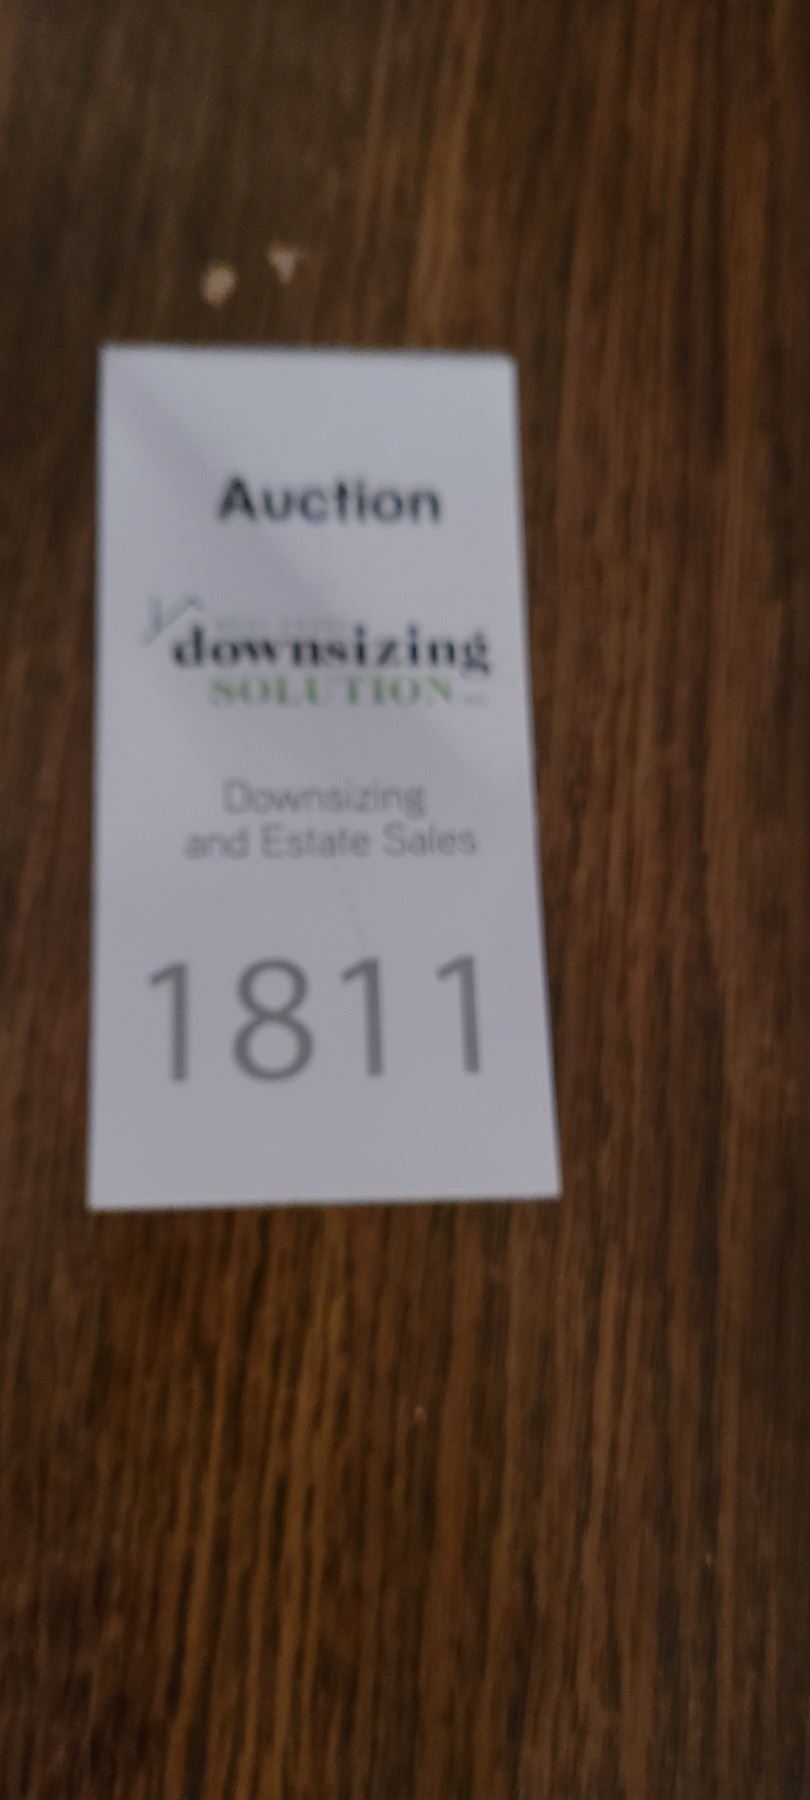 Auction
downsizing
SOLUTION
Downsizing
and Estate Sales
1811